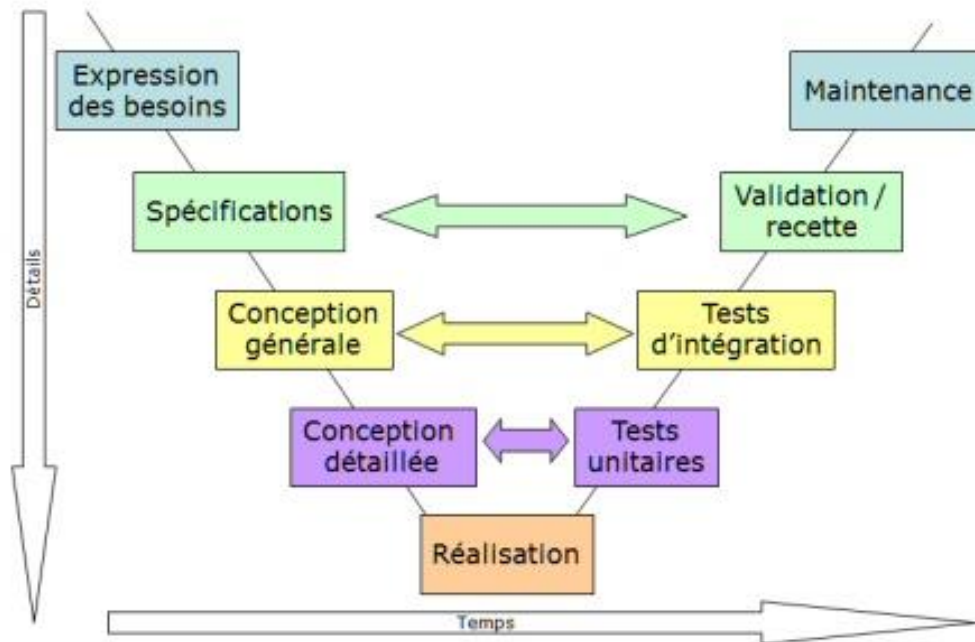 Expression
des besoins
Maintenance
Spécifications
Validation /
recette
Détails
Conception
générale
Tests
d'intégration
Conception
détaillée
Tests
unitaires
Réalisation
Temps